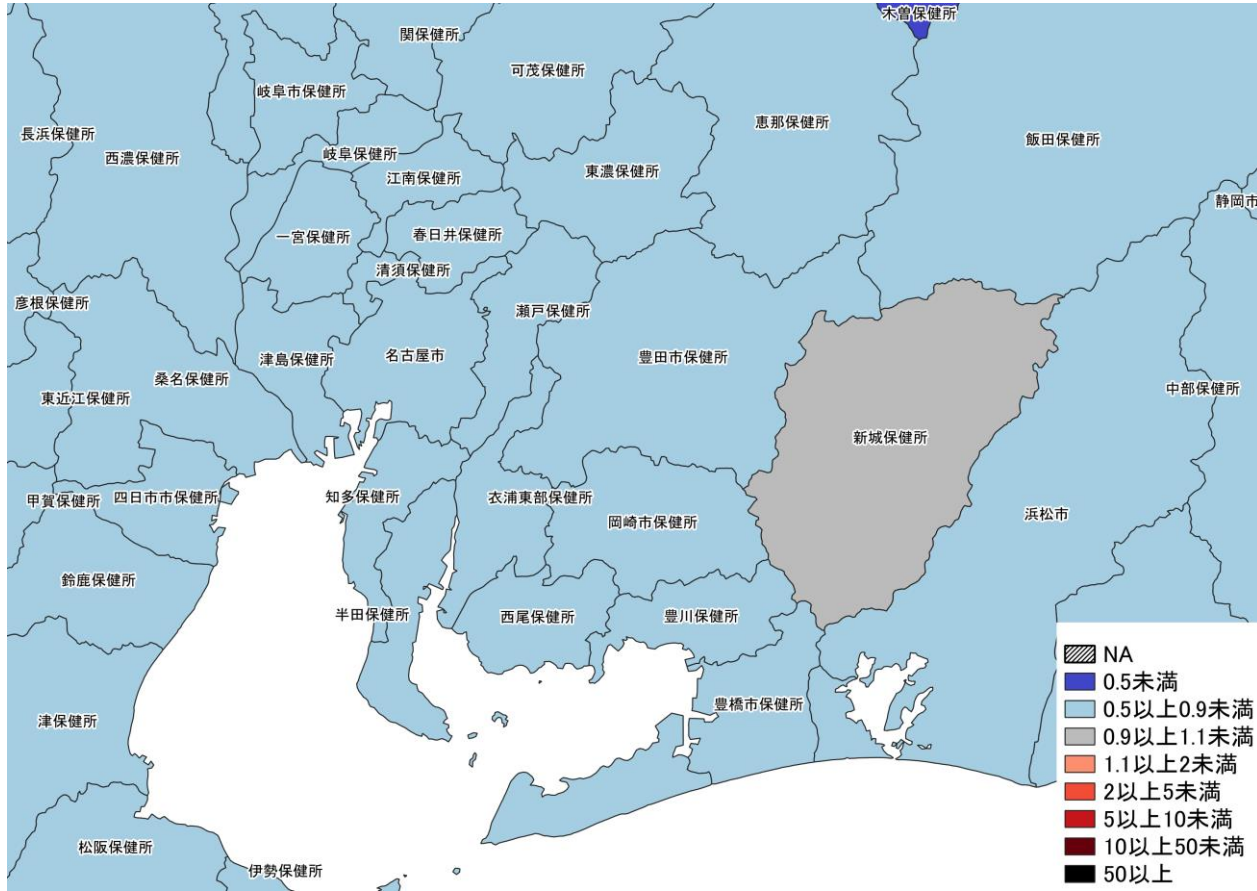 木曽保健所
関保健所
可茂保健所
岐阜市保健所
恵那保健所
長浜保健所
西濃保健所
岐阜保健所
飯田保健所
江南保健所
東濃保健所
静岡市
一宮保健所
春日井保健所
清須保健所
彦根保健所
瀬戸保健所
津島保健所
名古屋市
豊田市保健所
桑名保健所
東近江保健所
中部保健所
新城保健所
甲賀保健所
四日市市保健所
知多保健所
衣浦東部保健所
岡崎市保健所
浜松市
鈴鹿保健所
半田保健所
西尾保健所
豊川保健所
津保健所
豊橋市保健所
松阪保健所
伊勢保健所
NA
0.5未満
0.5以上0.9未満
0.9以上1.1未満
1.1以上2未満
2以上5未満
5以上10未満
10以上50未満
50以上